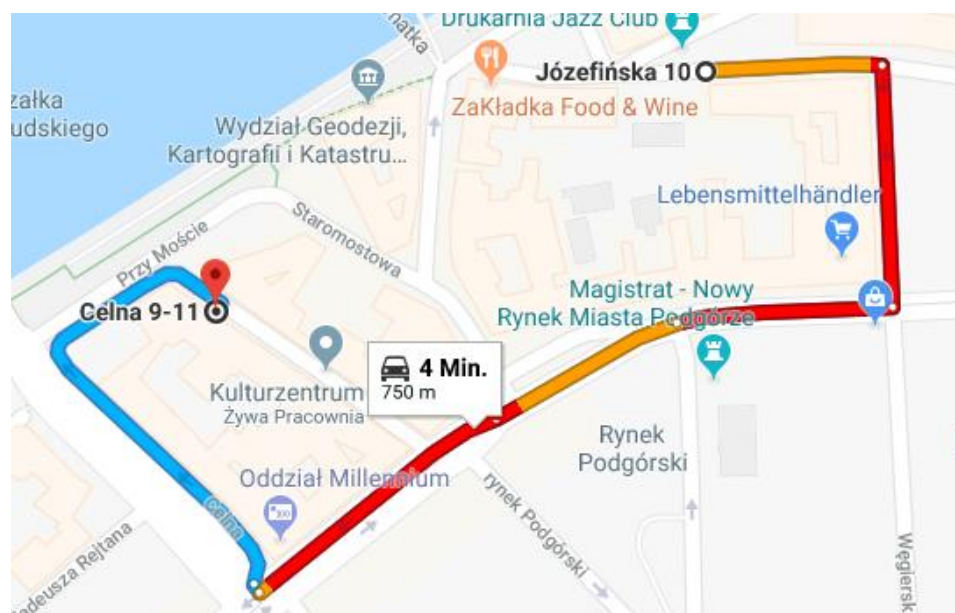 natka
Drukarnia Jazz Club
Józefińska 10
ZaKładka Food & Wine
załka
udskiego
Wydział Geodezji,
Kartografii i Katastru...
Lebensmittelhändler
Staromostowa
Przy Moście
Celna 9-11
Magistrat - Nowy
Rynek Miasta Podgórze
4 Min.
750 m
Kulturzentrum
Żywa Pracownia
Rynek
Podgórski
Oddział Millennium
Celna
rynek Podgórski
adeusza Rejtana
Węgiersk